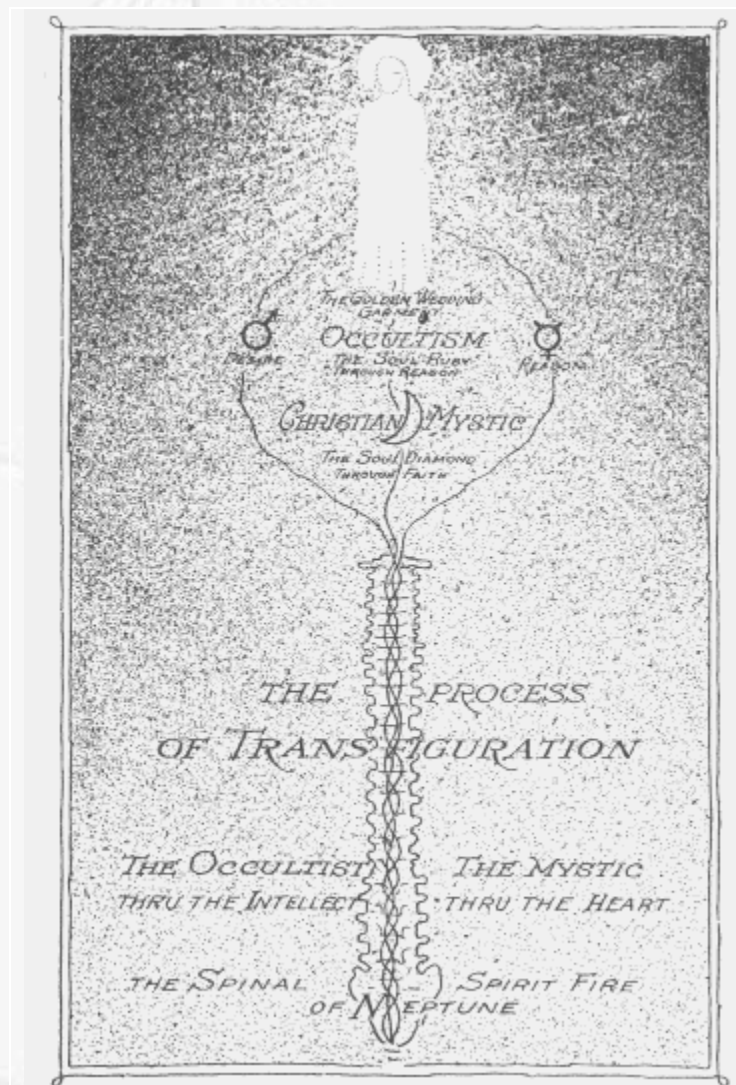 THE GOLDEN WEDDING
GARMENT
OCCULTISM
DESIRE
THE SOUL RUBY
THROUGH REASON
REASON
CHRISTIAN MYSTIC
THE SOUL DIAMOND
THROUGH FAITH
THE PROCESS
OF TRANSFIGURATION
THE OCCULTIST THE MYSTIC
THRU THE INTELLECT THRU THE HEART
THE SPINAL SPIRIT FIRE
OF NEPTUNE